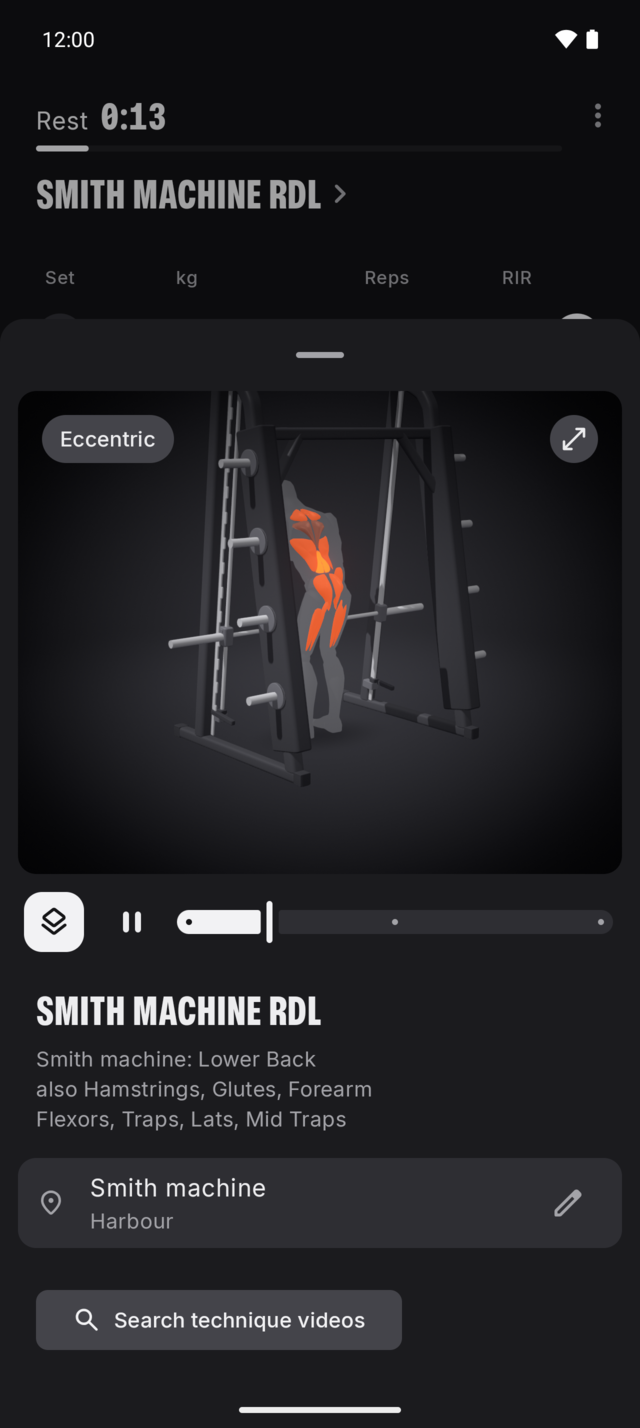 12:00
Rest 0:13
SMITH MACHINE RDL
Set kg Reps RIR
Eccentric
SMITH MACHINE RDL
Smith machine: Lower Back
also Hamstrings, Glutes, Forearm
Flexors, Traps, Lats, Mid Traps
Smith machine
Harbour
Search technique videos